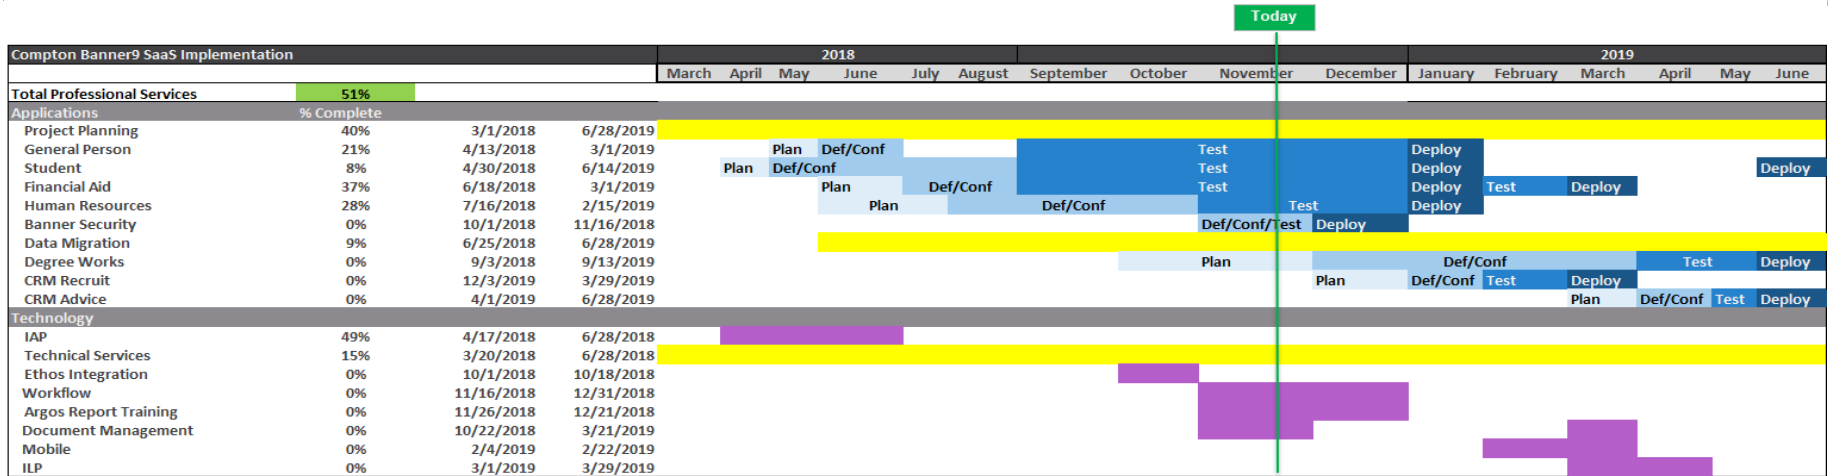 Today
Compton Banner9 SaaS Implementation 2018 2019
March April May June July August September October November December January February March April May June
Total Professional Services 51%
Applications % Complete
Project Planning 40% 3/1/2018 6/28/2019
General Person 21% 4/13/2018 3/1/2019 Plan Def/Conf Test Deploy
Student 8% 4/30/2018 6/14/2019 Plan Def/Conf Test Deploy Deploy
Financial Aid 37% 6/18/2018 3/1/2019 Plan Def/Conf Test Deploy Test Deploy
Human Resources 28% 7/16/2018 2/15/2019 Plan Def/Conf Test Deploy
Banner Security 0% 10/1/2018 11/16/2018 Def/Conf/Test Deploy
Data Migration 9% 6/25/2018 6/28/2019
Degree Works 0% 9/3/2018 9/13/2019 Plan Def/Conf Test Deploy
CRM Recruit 0% 12/3/2019 3/29/2019 Plan Def/Conf Test Deploy
CRM Advice 0% 4/1/2019 6/28/2019 Plan Def/Conf Test Deploy
Technology
IAP 49% 4/17/2018 6/28/2018
Technical Services 15% 3/20/2018 6/28/2018
Ethos Integration 0% 10/1/2018 10/18/2018
Workflow 0% 11/16/2018 12/31/2018
Argos Report Training 0% 11/26/2018 12/21/2018
Document Management 0% 10/22/2018 3/21/2019
Mobile 0% 2/4/2019 2/22/2019
ILP 0% 3/1/2019 3/29/2019